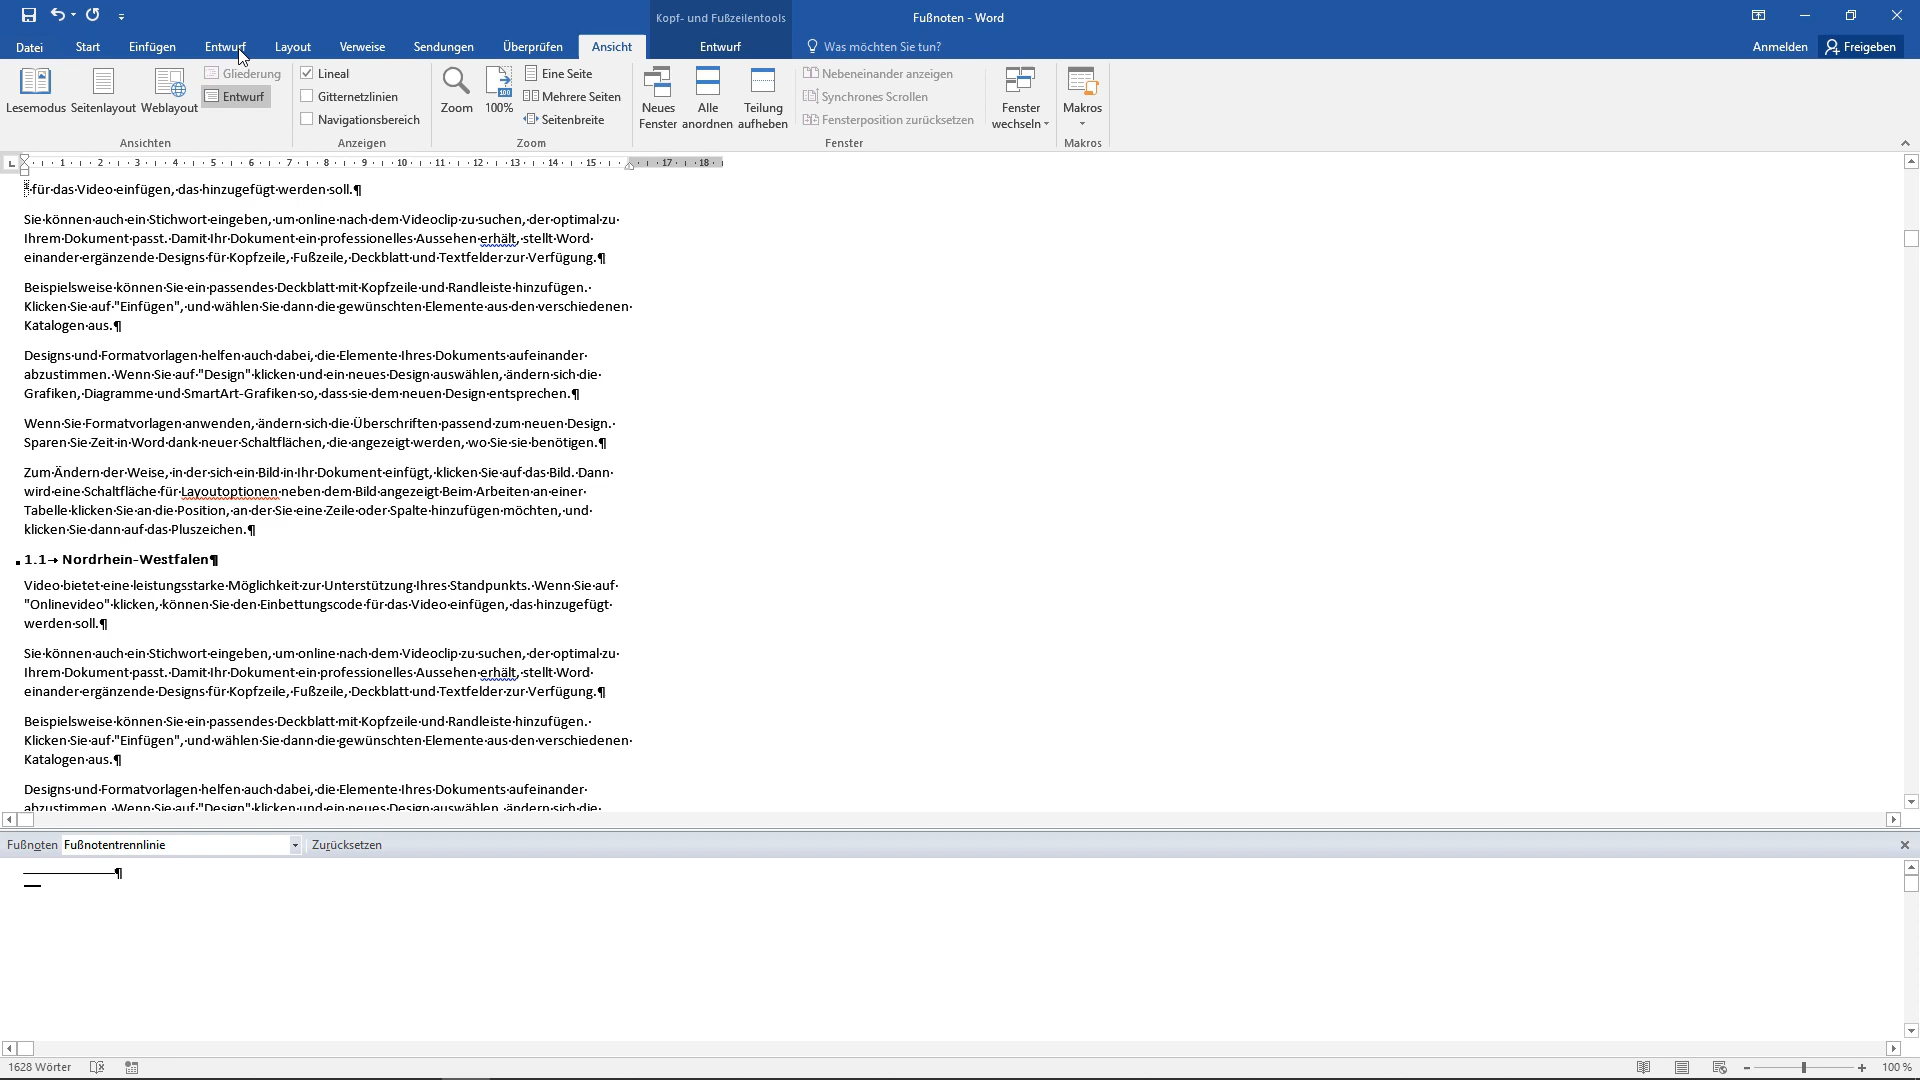 Kopf- und Fußzeilentools
Fußnoten - Word
Datei
Start
Einfügen
Entwurf
Layout
Verweise
Sendungen
Überprüfen
Ansicht
Entwurf
Was möchten Sie tun?
Anmelden
Freigeben
Lesemodus
Seitenlayout
Weblayout
Gliederung
Entwurf
Ansichten
Lineal
Gitternetzlinien
Navigationsbereich
Anzeigen
Zoom
100%
Eine Seite
Mehrere Seiten
Seitenbreite
Zoom
Neues Fenster
Alle anordnen
Teilung aufheben
Nebeneinander anzeigen
Synchrones Scrollen
Fensterposition zurücksetzen
Fenster wechseln
Fenster
Makros
Makros
1 2 3 4 5 6 7 8 9 10 11 12 13 14 15 17 18
·für·das·Video·einfügen,·das·hinzugefügt·werden·soll.¶
Sie·können·auch·ein·Stichwort·eingeben,·um·online·nach·dem·Videoclip·zu·suchen,·der·optimal·zu·
Ihrem·Dokument·passt.·Damit·Ihr·Dokument·ein·professionelles·Aussehen·erhält,·stellt·Word·
einander·ergänzende·Designs·für·Kopfzeile,·Fußzeile,·Deckblatt·und·Textfelder·zur·Verfügung.¶
Beispielsweise·können·Sie·ein·passendes·Deckblatt·mit·Kopfzeile·und·Randleiste·hinzufügen.·
Klicken·Sie·auf·"Einfügen",·und·wählen·Sie·dann·die·gewünschten·Elemente·aus·den·verschiedenen·
Katalogen·aus.¶
Designs·und·Formatvorlagen·helfen·auch·dabei,·die·Elemente·Ihres·Dokuments·aufeinander·
abzustimmen.·Wenn·Sie·auf·"Design"·klicken·und·ein·neues·Design·auswählen,·ändern·sich·die·
Grafiken,·Diagramme·und·SmartArt-Grafiken·so,·dass·sie·dem·neuen·Design·entsprechen.¶
Wenn·Sie·Formatvorlagen·anwenden,·ändern·sich·die·Überschriften·passend·zum·neuen·Design.·
Sparen·Sie·Zeit·in·Word·dank·neuer·Schaltflächen,·die·angezeigt·werden,·wo·Sie·sie·benötigen.¶
Zum·Ändern·der·Weise,·in·der·sich·ein·Bild·in·Ihr·Dokument·einfügt,·klicken·Sie·auf·das·Bild.·Dann·
wird·eine·Schaltfläche·für·Layoutoptionen·neben·dem·Bild·angezeigt·Beim·Arbeiten·an·einer·
Tabelle·klicken·Sie·an·die·Position,·an·der·Sie·eine·Zeile·oder·Spalte·hinzufügen·möchten,·und·
klicken·Sie·dann·auf·das·Pluszeichen.¶
1.1→ Nordrhein-Westfalen¶
Video·bietet·eine·leistungsstarke·Möglichkeit·zur·Unterstützung·Ihres·Standpunkts.·Wenn·Sie·auf·
"Onlinevideo"·klicken,·können·Sie·den·Einbettungscode·für·das·Video·einfügen,·das·hinzugefügt·
werden·soll.¶
Sie·können·auch·ein·Stichwort·eingeben,·um·online·nach·dem·Videoclip·zu·suchen,·der·optimal·zu·
Ihrem·Dokument·passt.·Damit·Ihr·Dokument·ein·professionelles·Aussehen·erhält,·stellt·Word·
einander·ergänzende·Designs·für·Kopfzeile,·Fußzeile,·Deckblatt·und·Textfelder·zur·Verfügung.¶
Beispielsweise·können·Sie·ein·passendes·Deckblatt·mit·Kopfzeile·und·Randleiste·hinzufügen.·
Klicken·Sie·auf·"Einfügen",·und·wählen·Sie·dann·die·gewünschten·Elemente·aus·den·verschiedenen·
Katalogen·aus.¶
Designs·und·Formatvorlagen·helfen·auch·dabei,·die·Elemente·Ihres·Dokuments·aufeinander·
abzustimmen.·Wenn·Sie·auf·"Design"·klicken·und·ein·neues·Design·auswählen,·ändern·sich·die·
Fußnoten Fußnotentrennlinie Zurücksetzen
¶
1628 Wörter
100 %